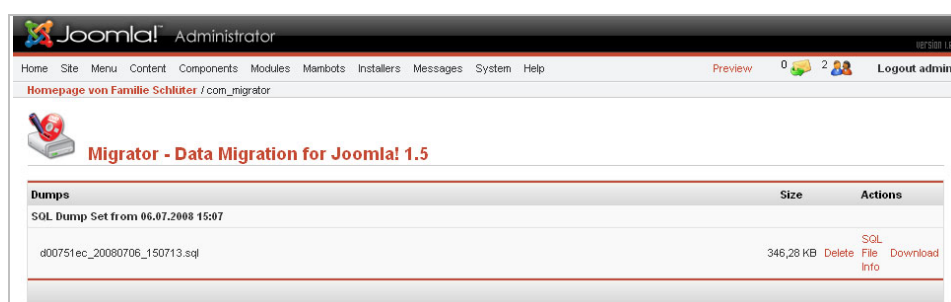 Joomla! Administrator
Home Site Menu Content Components Modules Mambots Installers Messages System Help Preview 0 2 Logout admin
Homepage von Familie Schlüter / com_migrator
Migrator - Data Migration for Joomla! 1.5
Dumps Size Actions
SQL Dump Set from 06.07.2008 15:07
d00751ec_20080706_150713.sql 346,28 KB Delete SQL File Info Download